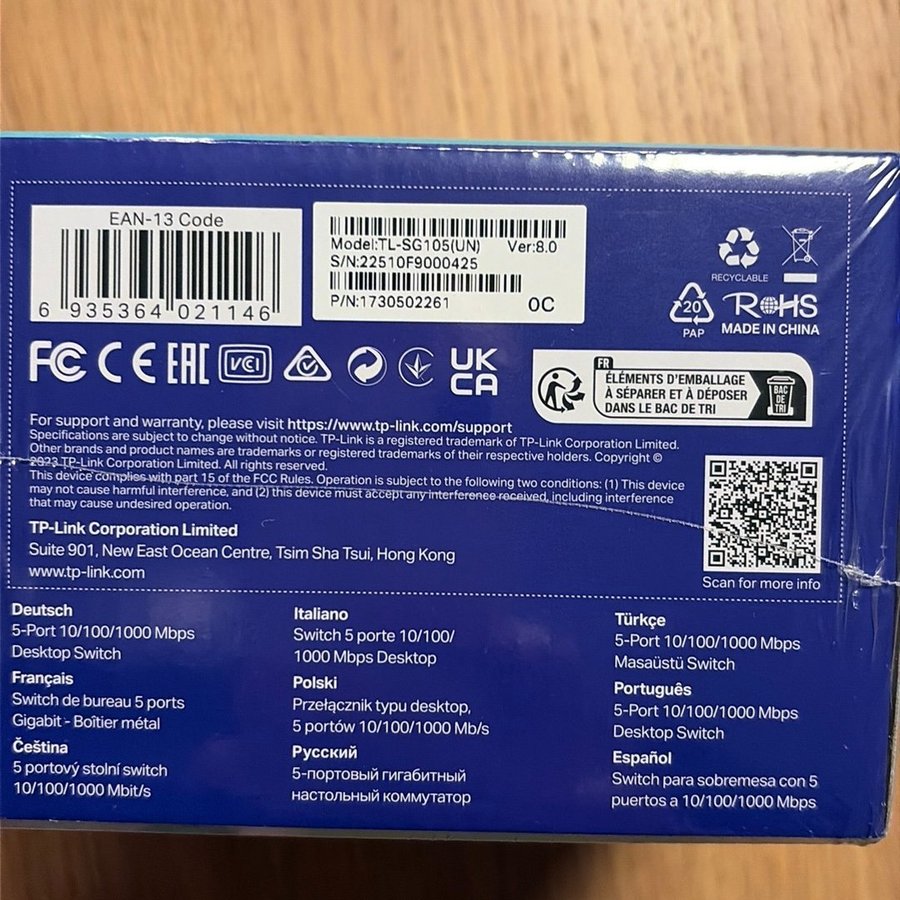 EAN-13 Code
6 935364 021146
Model:TL-SG105(UN) Ver:8.0
S/N:22510F9000425
P/N:1730502261 0C
RECYCLABLE
20
PAP
RoHS
MADE IN CHINA
FC CE EAC VCI UK
CA
FR
ÉLÉMENTS D'EMBALLAGE
À SÉPARER ET À DÉPOSER
DANS LE BAC DE TRI
BAC
DE
TRI
For support and warranty, please visit https://www.tp-link.com/support
Specifications are subject to change without notice. TP-Link is a registered trademark of TP-Link Corporation Limited.
Other brands and product names are trademarks or registered trademarks of their respective holders. Copyright ©
2023 TP-Link Corporation Limited. All rights reserved.
This device complies with part 15 of the FCC Rules. Operation is subject to the following two conditions: (1) This device
may not cause harmful interference, and (2) this device must accept any interference received, including interference
that may cause undesired operation.
TP-Link Corporation Limited
Suite 901, New East Ocean Centre, Tsim Sha Tsui, Hong Kong
www.tp-link.com
Scan for more info
Deutsch
5-Port 10/100/1000 Mbps
Desktop Switch
Français
Switch de bureau 5 ports
Gigabit - Boîtier métal
Čeština
5 portový stolní switch
10/100/1000 Mbit/s
Italiano
Switch 5 porte 10/100/
1000 Mbps Desktop
Polski
Przełącznik typu desktop,
5 portów 10/100/1000 Mb/s
Русский
5-портовый гигабитный
настольный коммутатор
Türkçe
5-Port 10/100/1000 Mbps
Masaüstü Switch
Português
5-Port 10/100/1000 Mbps
Desktop Switch
Español
Switch para sobremesa con 5
puertos a 10/100/1000 Mbps